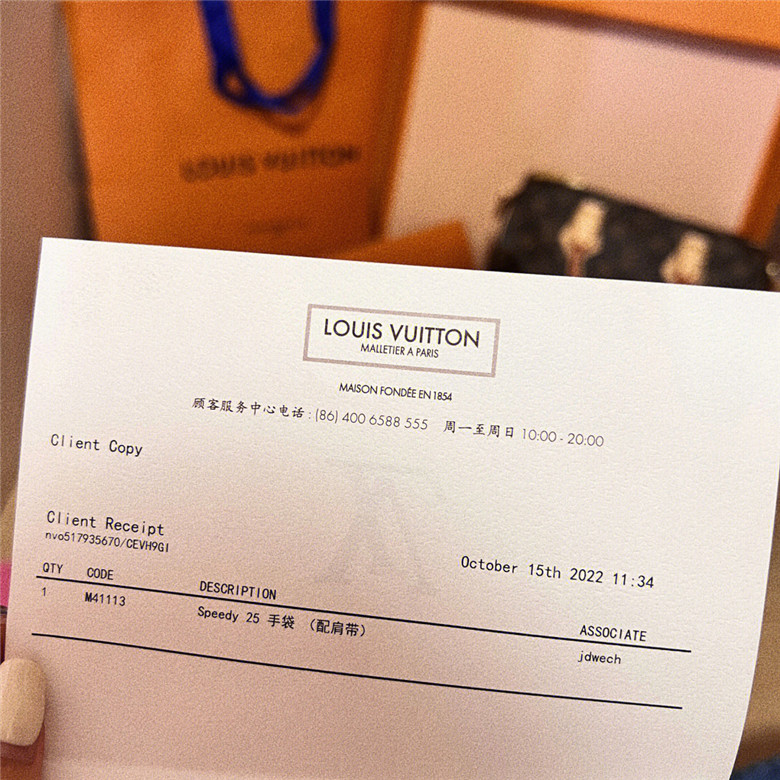 LOUIS VUITTON
LOUIS VUITTON
MALLETIER A PARIS
MAISON FONDÉE EN 1854
顾客服务中心电话 : (86) 400 6588 555 周一至周日 10:00 - 20:00
Client Copy
Client Receipt
nvo517935670/CEVH9GI
October 15th 2022 11:34
QTY CODE DESCRIPTION ASSOCIATE
1 M41113 Speedy 25 手袋 （配肩带） jdwech